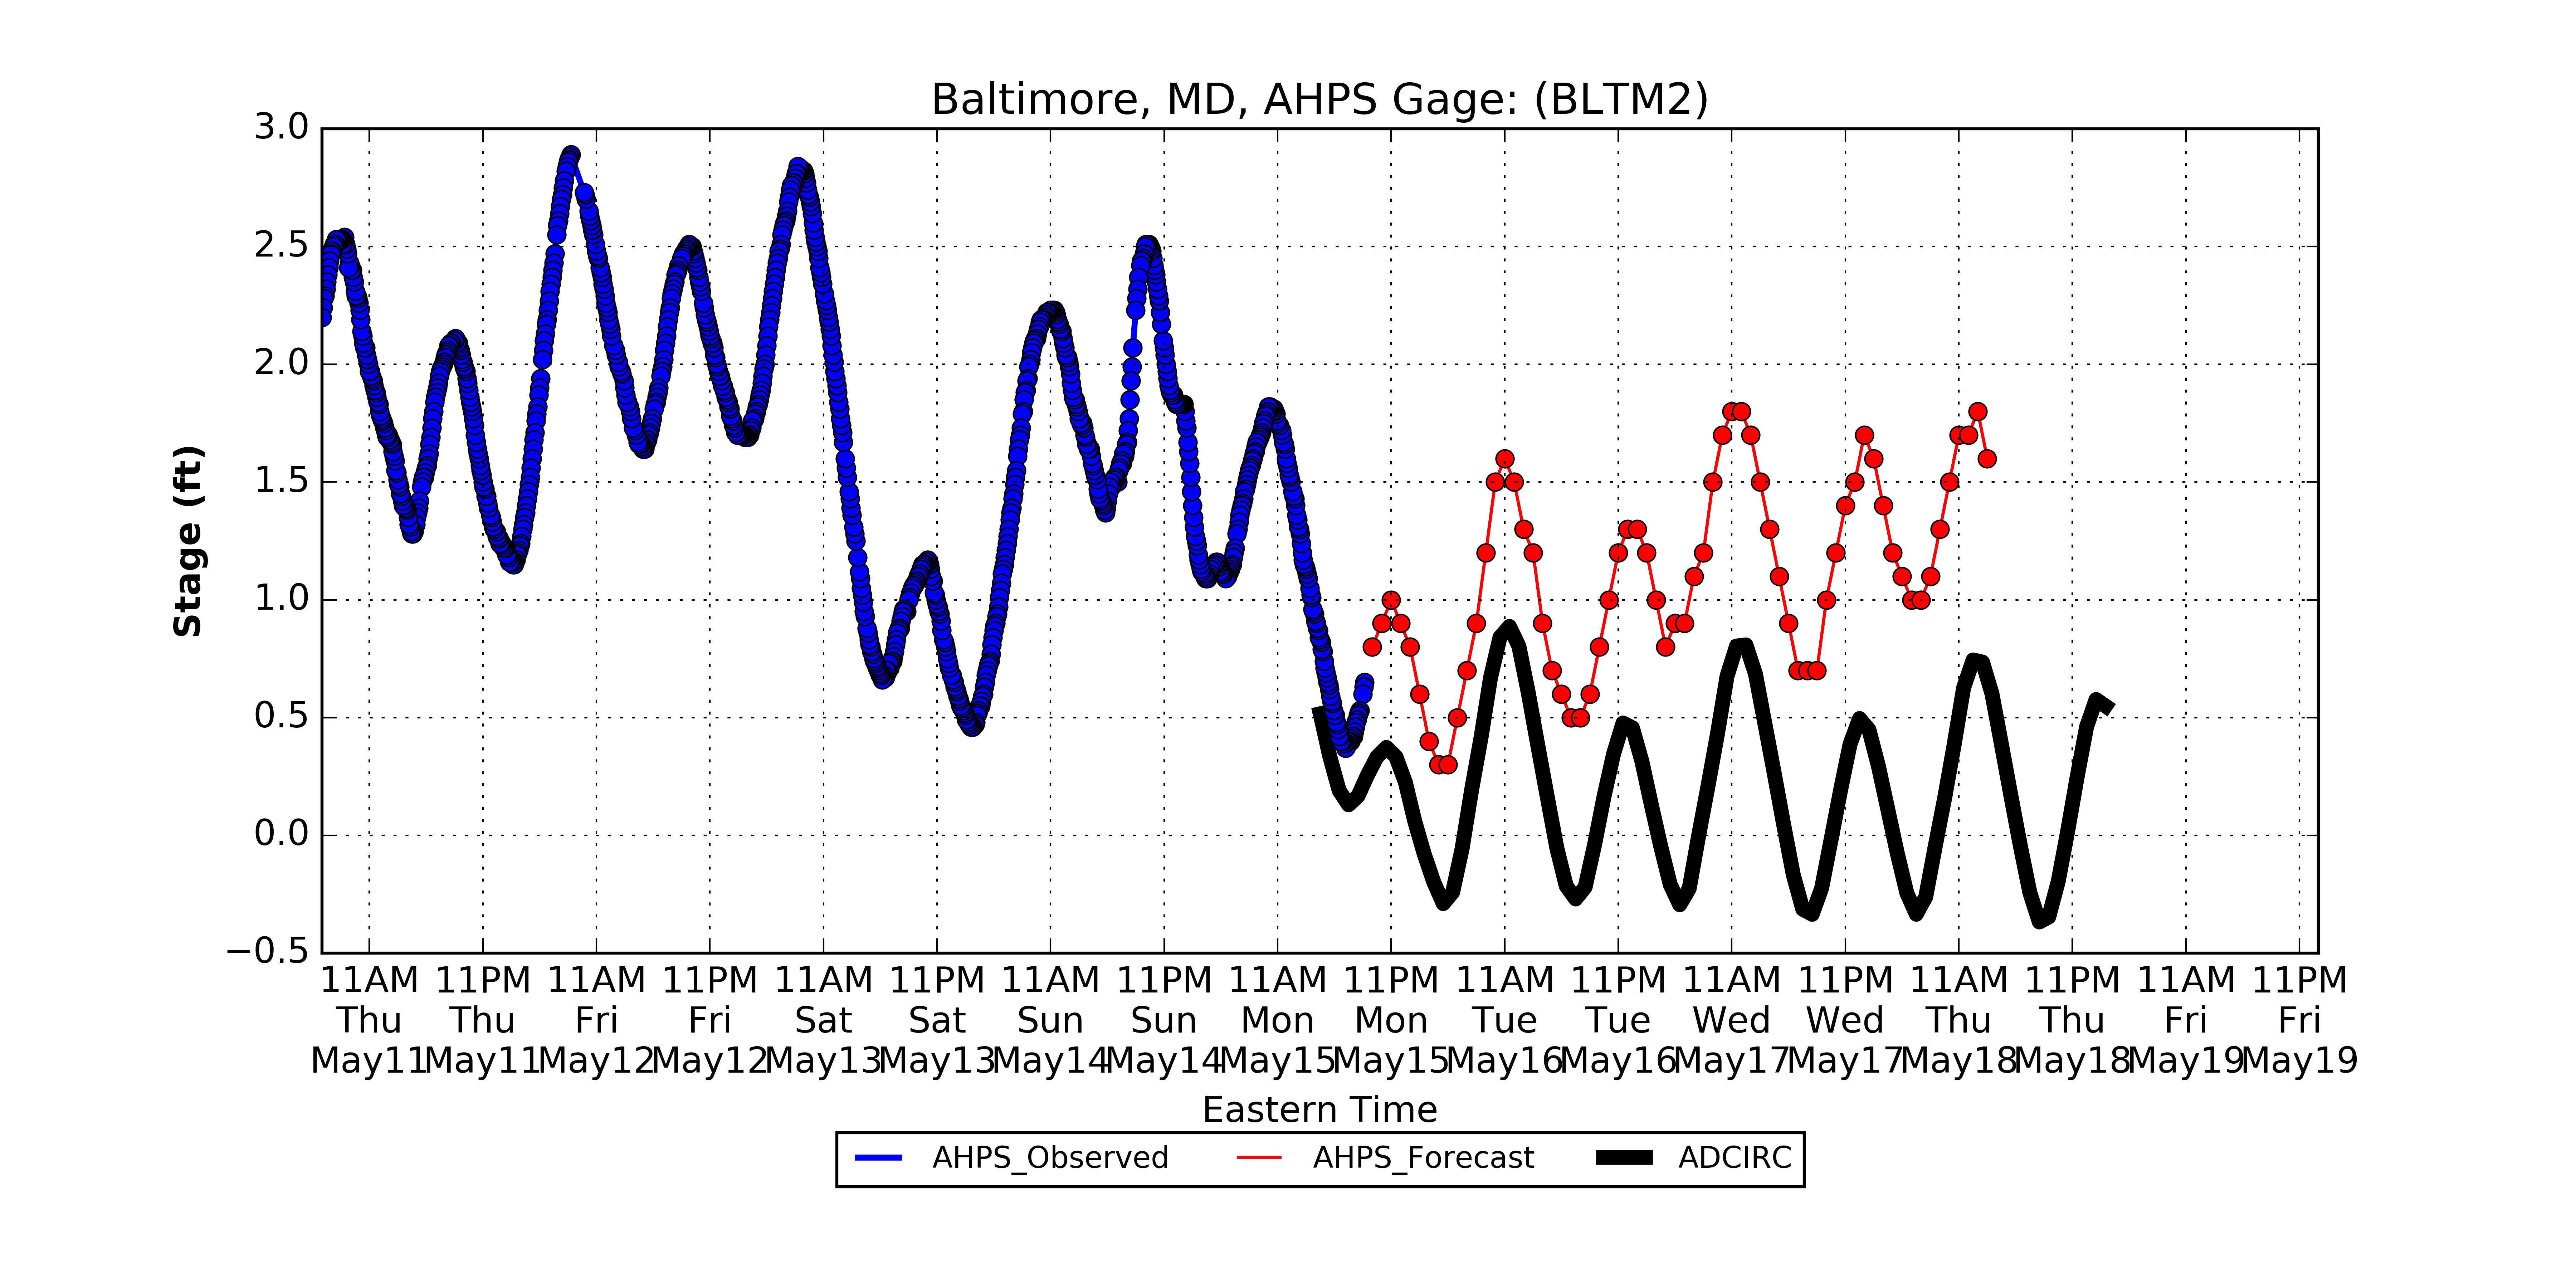 Baltimore, MD, AHPS Gage: (BLTM2)
3.0
2.5
2.0
1.5
1.0
0.5
0.0
−0.5
Stage (ft)
11AM 11PM 11AM 11PM 11AM 11PM 11AM 11PM 11AM 11PM 11AM 11PM 11AM 11PM 11AM 11PM 11AM 11PM
Thu Thu Fri Fri Sat Sat Sun Sun Mon Mon Tue Tue Wed Wed Thu Thu Fri Fri
May11 May11 May12 May12 May13 May13 May14 May14 May15 May15 May16 May16 May17 May17 May18 May18 May19 May19
Eastern Time
AHPS_Observed AHPS_Forecast ADCIRC